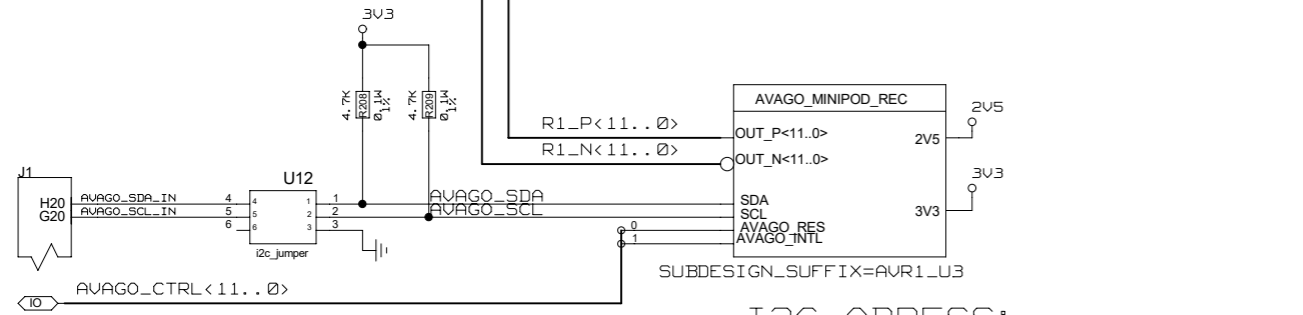 3V3
4.7K R208 0.1W 1%
4.7K R209 0.1W 1%
AVAGO_MINIPOD_REC
2V5
R1_P<11..0>
OUT_P<11..0>
2V5
R1_N<11..0>
OUT_N<11..0>
3V3
J1
U12
H20 AVAGO_SDA_IN 4 4 1 1 AVAGO_SDA SDA
G20 AVAGO_SCL_IN 5 5 2 2 AVAGO_SCL SCL
3V3
6 6 3 3
0 AVAGO_RES
1 AVAGO_INTL
i2c_jumper
SUBDESIGN_SUFFIX=AVR1_U3
AVAGO_CTRL<11..0>
IO